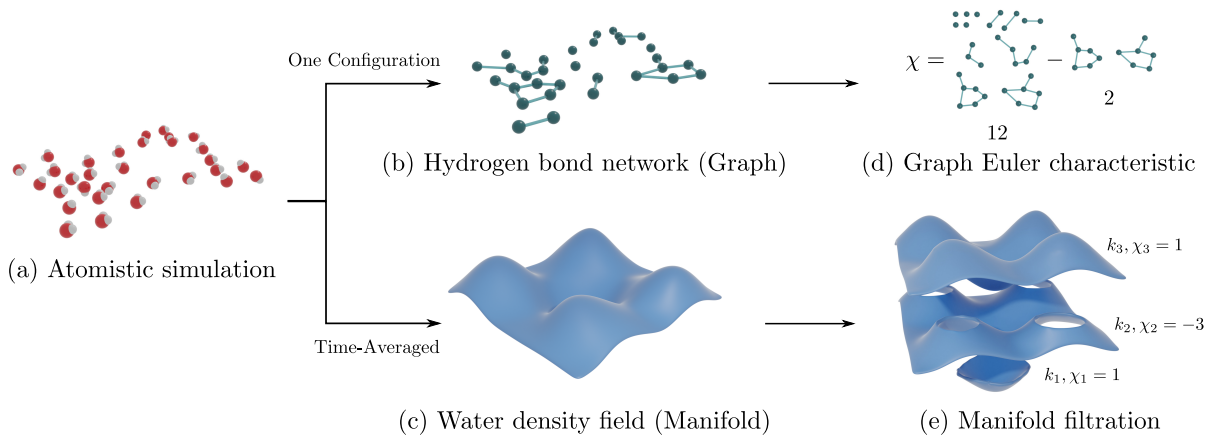 One Configuration
χ =
−
2
12
(b) Hydrogen bond network (Graph)
(d) Graph Euler characteristic
(a) Atomistic simulation
k₃, χ₃ = 1
k₂, χ₂ = −3
Time-Averaged
k₁, χ₁ = 1
(c) Water density field (Manifold)
(e) Manifold filtration